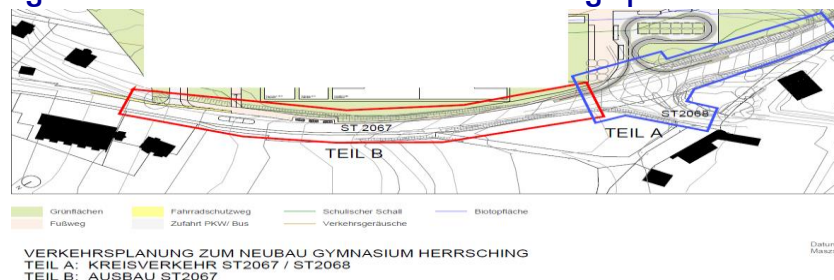 ST.2067
ST2068
TEIL A
TEIL B
Grünflächen Fahrradschutzweg Schulischer Schall Biotopfläche
Fußweg Zufahrt PKW/ Bus Verkehrsgeräusche
VERKEHRSPLANUNG ZUM NEUBAU GYMNASIUM HERRSCHING
TEIL A: KREISVERKEHR ST2067 / ST2068
TEIL B: AUSBAU ST2067
Datum